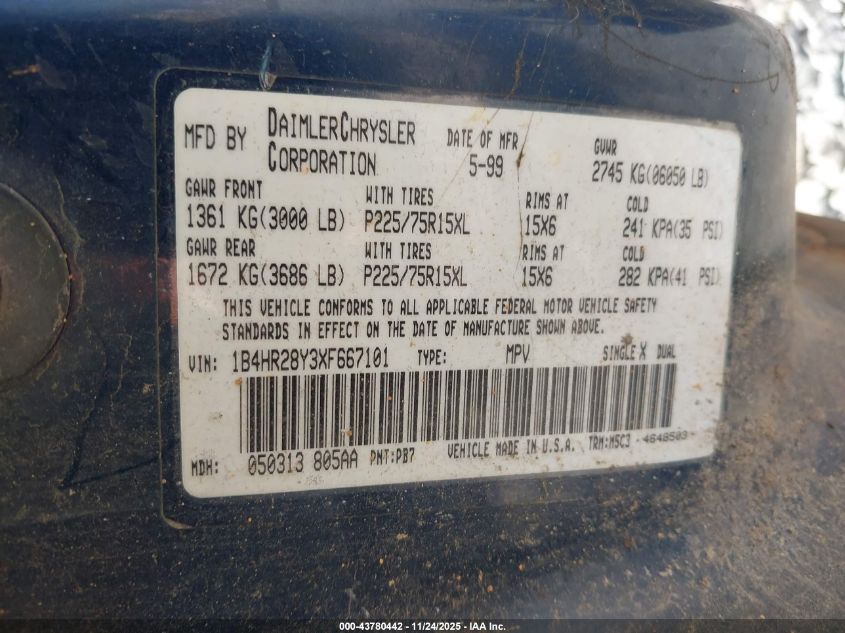 MFD BY DAIMLERCHRYSLER CORPORATION DATE OF MFR 5-99 GVWR 2745 KG(06050 LB)
GAWR FRONT WITH TIRES RIMS AT COLD
1361 KG(3000 LB) P225/75R15XL 15X6 241 KPA(35 PSI)
GAWR REAR WITH TIRES RIMS AT COLD
1672 KG(3686 LB) P225/75R15XL 15X6 282 KPA(41 PSI)
THIS VEHICLE CONFORMS TO ALL APPLICABLE FEDERAL MOTOR VEHICLE SAFETY
STANDARDS IN EFFECT ON THE DATE OF MANUFACTURE SHOWN ABOVE.
VIN: 1B4HR28Y3XF667101 TYPE: MPV SINGLE X DUAL
MDH: 050313 805AA PNT:PB7 VEHICLE MADE IN U.S.A. TRM:M5C3 - 4648503
000-43780442 - 11/24/2025 - IAA Inc.